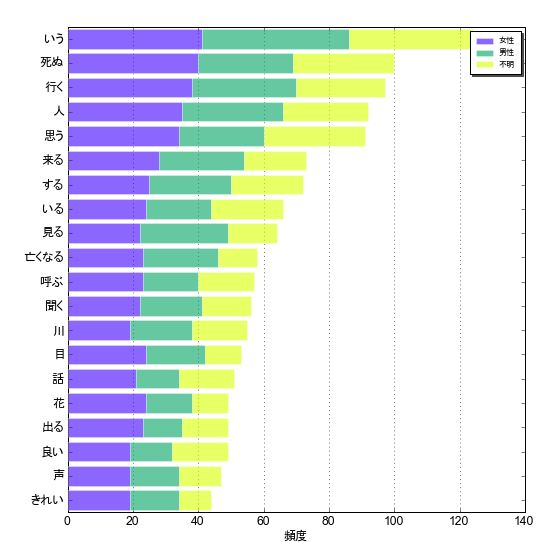 いう
死ぬ
行く
人
思う
来る
する
いる
見る
亡くなる
呼ぶ
聞く
川
目
話
花
出る
良い
声
きれい
女性
男性
不明
0 20 40 60 80 100 120 140
頻度